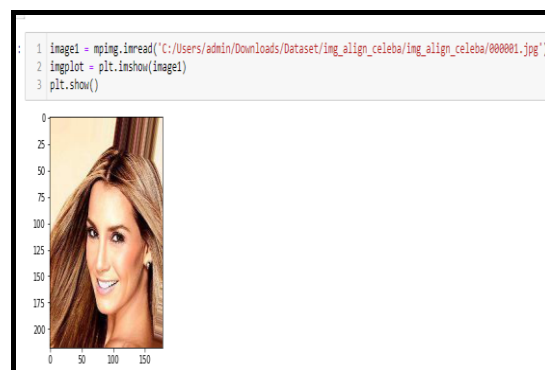 :
1 image1 = mpimg.imread('C:/Users/admin/Downloads/Dataset/img_align_celeba/img_align_celeba/000001.jpg')
2 imgplot = plt.imshow(image1)
3 plt.show()
0
25
50
75
100
125
150
175
200
0 50 100 150